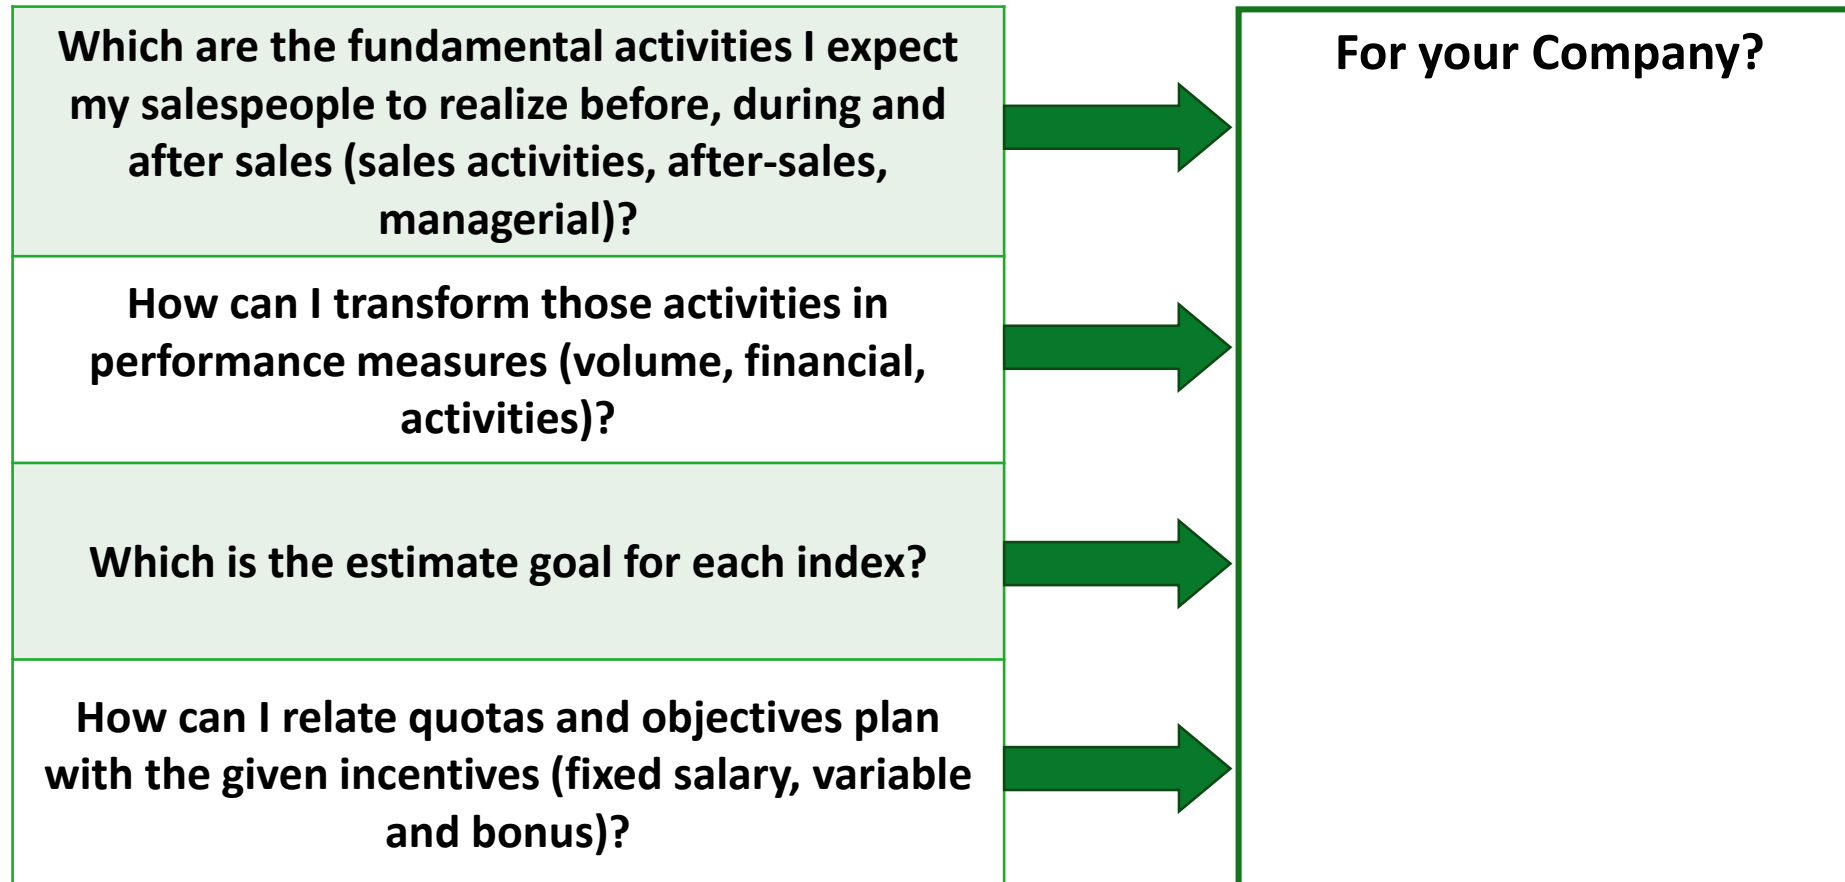 Which are the fundamental activities I expect
my salespeople to realize before, during and
after sales (sales activities, after-sales,
managerial)?
How can I transform those activities in
performance measures (volume, financial,
activities)?
Which is the estimate goal for each index?
How can I relate quotas and objectives plan
with the given incentives (fixed salary, variable
and bonus)?
For your Company?